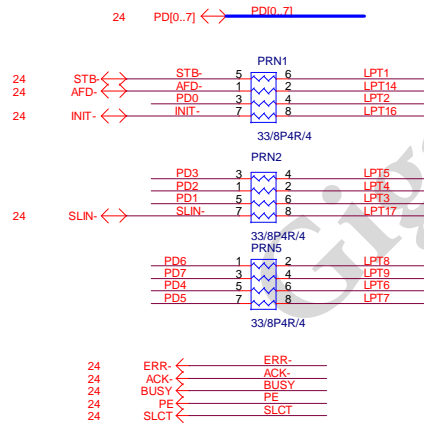 24 PD[0..7] PD[0..7]
PRN1
24 STB- STB- 5 6 LPT1
24 AFD- AFD- 1 2 LPT14
PD0 3 4 LPT2
24 INIT- INIT- 7 8 LPT16
33/8P4R/4
PRN2
PD3 3 4 LPT5
PD2 1 2 LPT4
PD1 5 6 LPT3
24 SLIN- SLIN- 7 8 LPT17
33/8P4R/4
PRN5
PD6 1 2 LPT8
PD7 3 4 LPT9
PD4 5 6 LPT6
PD5 7 8 LPT7
33/8P4R/4
24 ERR- ERR-
24 ACK- ACK-
24 BUSY BUSY
24 PE PE
24 SLCT SLCT
Gig